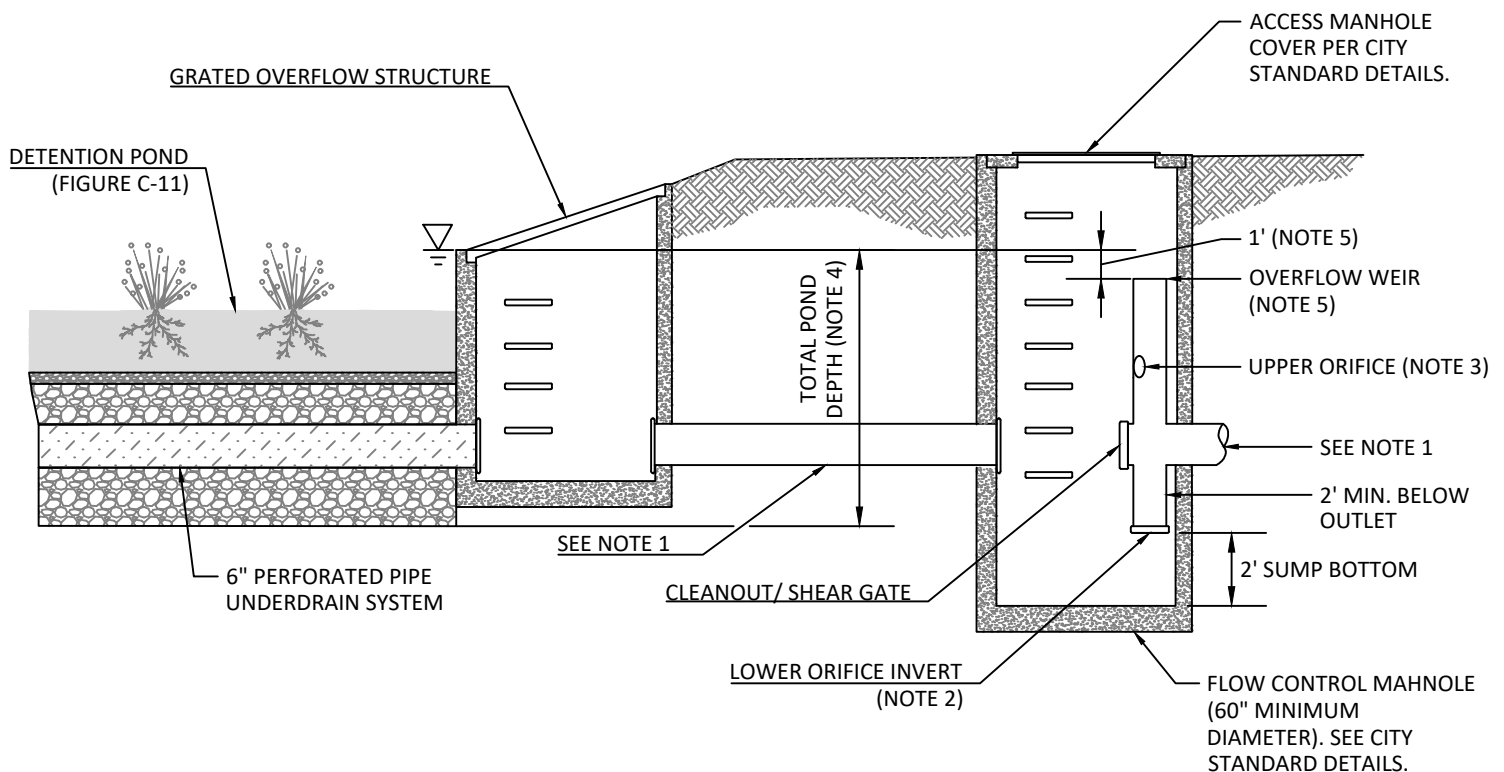 ACCESS MANHOLE
COVER PER CITY
STANDARD DETAILS.
GRATED OVERFLOW STRUCTURE
DETENTION POND
(FIGURE C-11)
1' (NOTE 5)
OVERFLOW WEIR
(NOTE 5)
TOTAL POND
DEPTH (NOTE 4)
UPPER ORIFICE (NOTE 3)
SEE NOTE 1
2' MIN. BELOW
OUTLET
SEE NOTE 1
2' SUMP BOTTOM
6" PERFORATED PIPE
UNDERDRAIN SYSTEM
CLEANOUT/ SHEAR GATE
LOWER ORIFICE INVERT
(NOTE 2)
FLOW CONTROL MAHNOLE
(60" MINIMUM
DIAMETER). SEE CITY
STANDARD DETAILS.